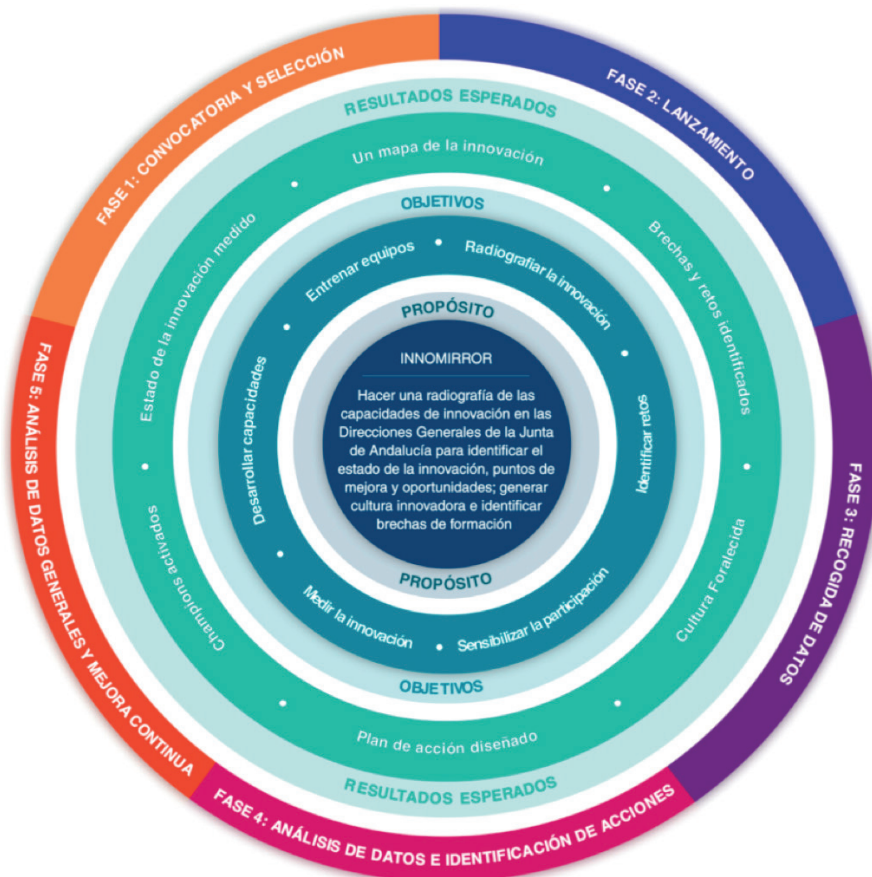 FASE 1: CONVOCATORIA Y SELECCIÓN
FASE 2: LANZAMIENTO
FASE 3: RECOGIDA DE DATOS
FASE 4: ANÁLISIS DE DATOS E IDENTIFICACIÓN DE ACCIONES
FASE 5: ANÁLISIS DE DATOS GENERALES Y MEJORA CONTINUA
RESULTADOS ESPERADOS
Un mapa de la innovación
Brechas y retos identificados
Cultura Foralecida
Plan de acción diseñado
Champions activados
Estado de la innovación medido
RESULTADOS ESPERADOS
OBJETIVOS
Radiografiar la innovación
Identificar retos
Sensibilizar la participación
Medir la innovación
Desarrollar capacidades
Entrenar equipos
OBJETIVOS
PROPÓSITO
INNOMIRROR
Hacer una radiografía de las
capacidades de innovación en las
Direcciones Generales de la Junta
de Andalucía para identificar el
estado de la innovación, puntos de
mejora y oportunidades; generar
cultura innovadora e identificar
brechas de formación
PROPÓSITO